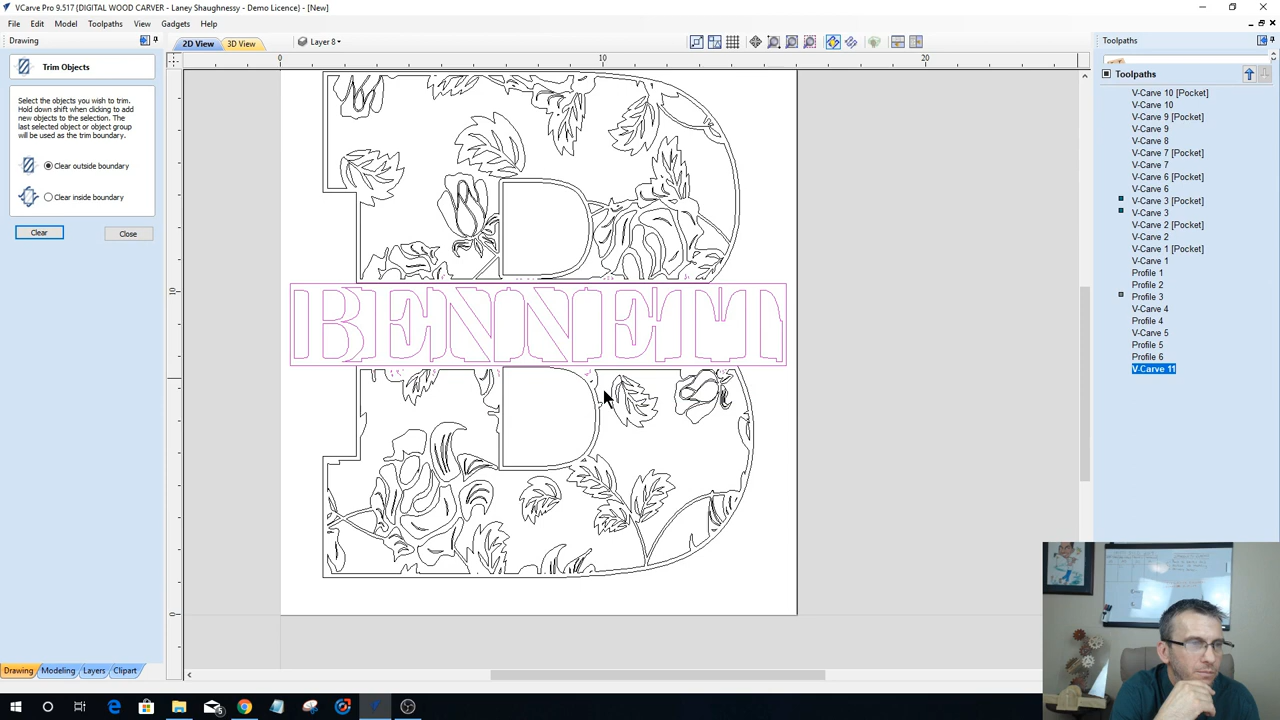 VCarve Pro 9.517 {DIGITAL WOOD CARVER - Laney Shaughnessy - Demo Licence} - [New]
File Edit Model Toolpaths View Gadgets Help
Drawing
2D View 3D View Layer 8
Toolpaths
0 10 20
Trim Objects
Select the objects you wish to trim.
Hold down shift when clicking to add
new objects to the selection. The
last selected object or object group
will be used as the trim boundary.
Clear outside boundary
Clear inside boundary
Clear Close
BENNETT
Toolpaths
V-Carve 10 [Pocket]
V-Carve 10
V-Carve 9 [Pocket]
V-Carve 9
V-Carve 8
V-Carve 7 [Pocket]
V-Carve 7
V-Carve 6 [Pocket]
V-Carve 6
V-Carve 3 [Pocket]
V-Carve 3
V-Carve 2 [Pocket]
V-Carve 2
V-Carve 1 [Pocket]
V-Carve 1
Profile 1
Profile 2
Profile 3
V-Carve 4
Profile 4
V-Carve 5
Profile 5
Profile 6
V-Carve 11
Drawing Modeling Layers Clipart